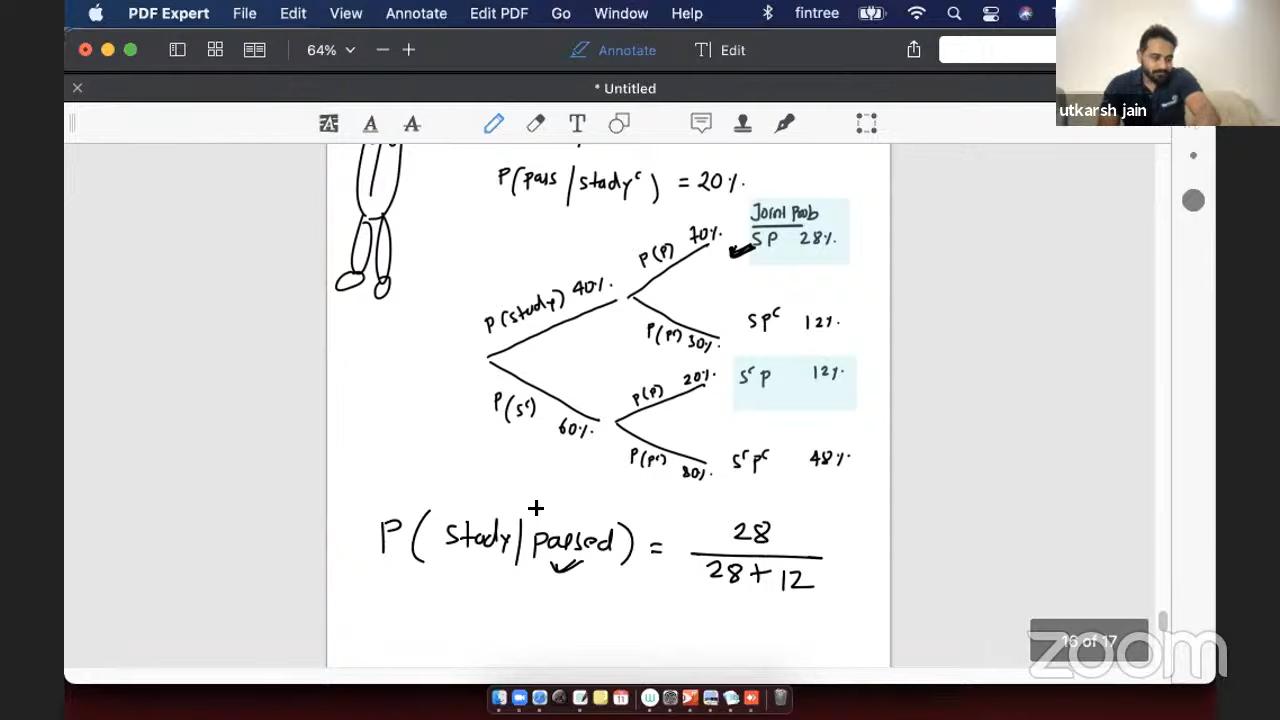 PDF Expert File Edit View Annotate Edit PDF Go Window Help fintree
64% Annotate Edit
* Untitled
utkarsh jain
P(pass/study^c) = 20%.
Joint Prob
SP 28%.
P(P) 70%.
P(study) 40%.
P(P^c) 30%.
SP^c 12%.
P(S^c) 60%.
P(P) 20%.
S^c P 12%.
P(P^c) 80%.
S^c P^c 48%
P( Study|passed) = 28
28+12
16 of 17
zoom